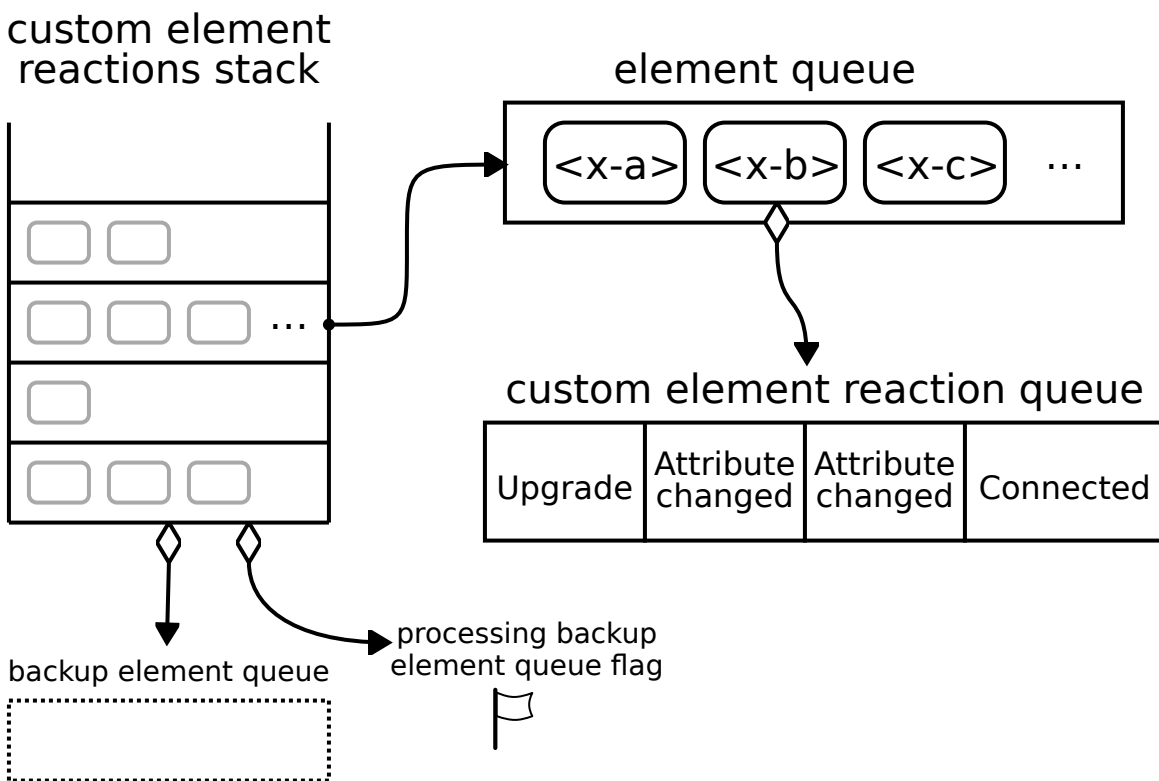 custom element
reactions stack
element queue
<x-a> <x-b> <x-c> ...
...
custom element reaction queue
Upgrade
Attribute
changed
Attribute
changed
Connected
processing backup
element queue flag
backup element queue